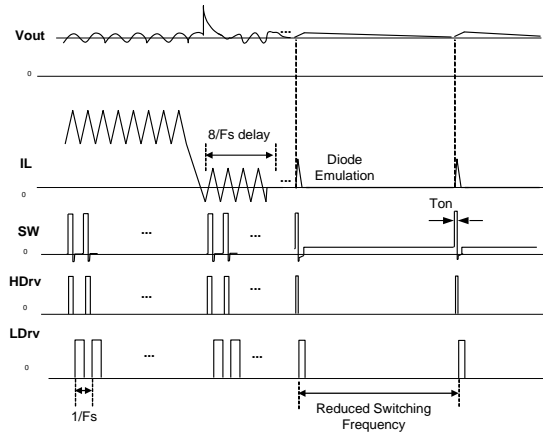 Vout
...
0
8/Fs delay
IL
...
Diode
Emulation
0
Ton
SW
...
...
0
HDrv
...
...
0
LDrv
...
...
0
1/Fs
Reduced Switching
Frequency